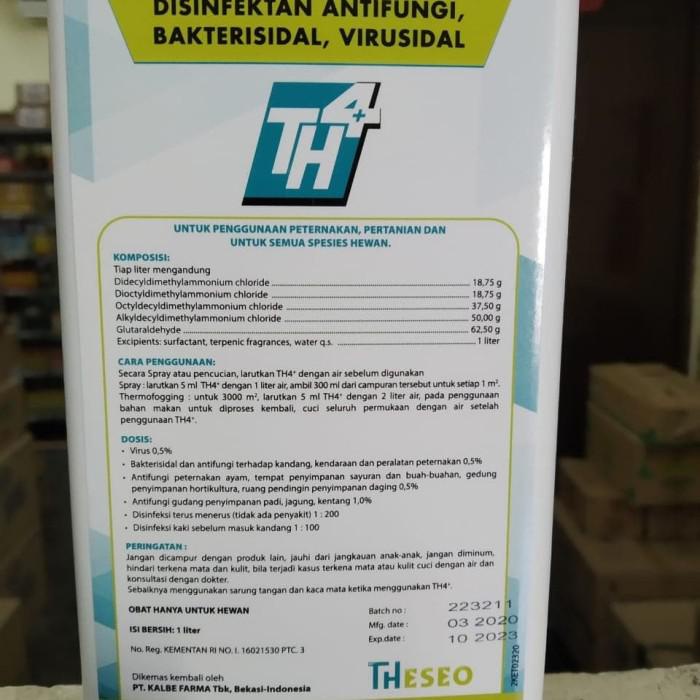 DISINFEKTAN ANTIFUNGI,
BAKTERISIDAL, VIRUSIDAL
TH4+
UNTUK PENGGUNAAN PETERNAKAN, PERTANIAN DAN
UNTUK SEMUA SPESIES HEWAN.
KOMPOSISI:
Tiap liter mengandung
Didecyldimethylammonium chloride 18,75 g
Dioctyldimethylammonium chloride 18,75 g
Octyldecyldimethylammonium chloride 37,50 g
Alkyldecyldimethylammonium chloride 50,00 g
Glutaraldehyde 62,50 g
Excipients: surfactant, terpenic fragrances, water q.s. 1 liter
CARA PENGGUNAAN:
Secara Spray atau pencucian, larutkan TH4+ dengan air sebelum digunakan
Spray : larutkan 5 ml TH4+ dengan 1 liter air, ambil 300 ml dari campuran tersebut untuk setiap 1 m².
Thermofogging : untuk 3000 m², larutkan 5 ml TH4+ dengan 2 liter air, pada penggunaan
bahan makan untuk diproses kembali, cuci seluruh permukaan dengan air setelah
penggunaan TH4+.
DOSIS:
• Virus 0,5%
• Bakterisidal dan antifungi terhadap kandang, kendaraan dan peralatan peternakan 0,5%
• Antifungi peternakan ayam, tempat penyimpanan sayuran dan buah-buahan, gedung
penyimpanan hortikultura, ruang pendingin penyimpanan daging 0,5%
• Antifungi gudang penyimpanan padi, jagung, kentang 1,0%
• Disinfeksi terus menerus (tidak ada penyakit) 1 : 200
• Disinfeksi kaki sebelum masuk kandang 1 : 100
PERINGATAN :
Jangan dicampur dengan produk lain, jauhi dari jangkauan anak-anak, jangan diminum,
hindari terkena mata dan kulit, bila terjadi kasus terkena mata atau kulit cuci dengan air dan
konsultasi dengan dokter.
Sebaiknya menggunakan sarung tangan dan kaca mata ketika menggunakan TH4+.
OBAT HANYA UNTUK HEWAN
ISI BERSIH: 1 liter
No. Reg. KEMENTAN RI NO. I. 16021530 PTC. 3
Batch no : 223211
Mfg. date : 03 2020
Exp.date : 10 2023
Dikemas kembali oleh
PT. KALBE FARMA Tbk, Bekasi-Indonesia
THESEO
2KET02320